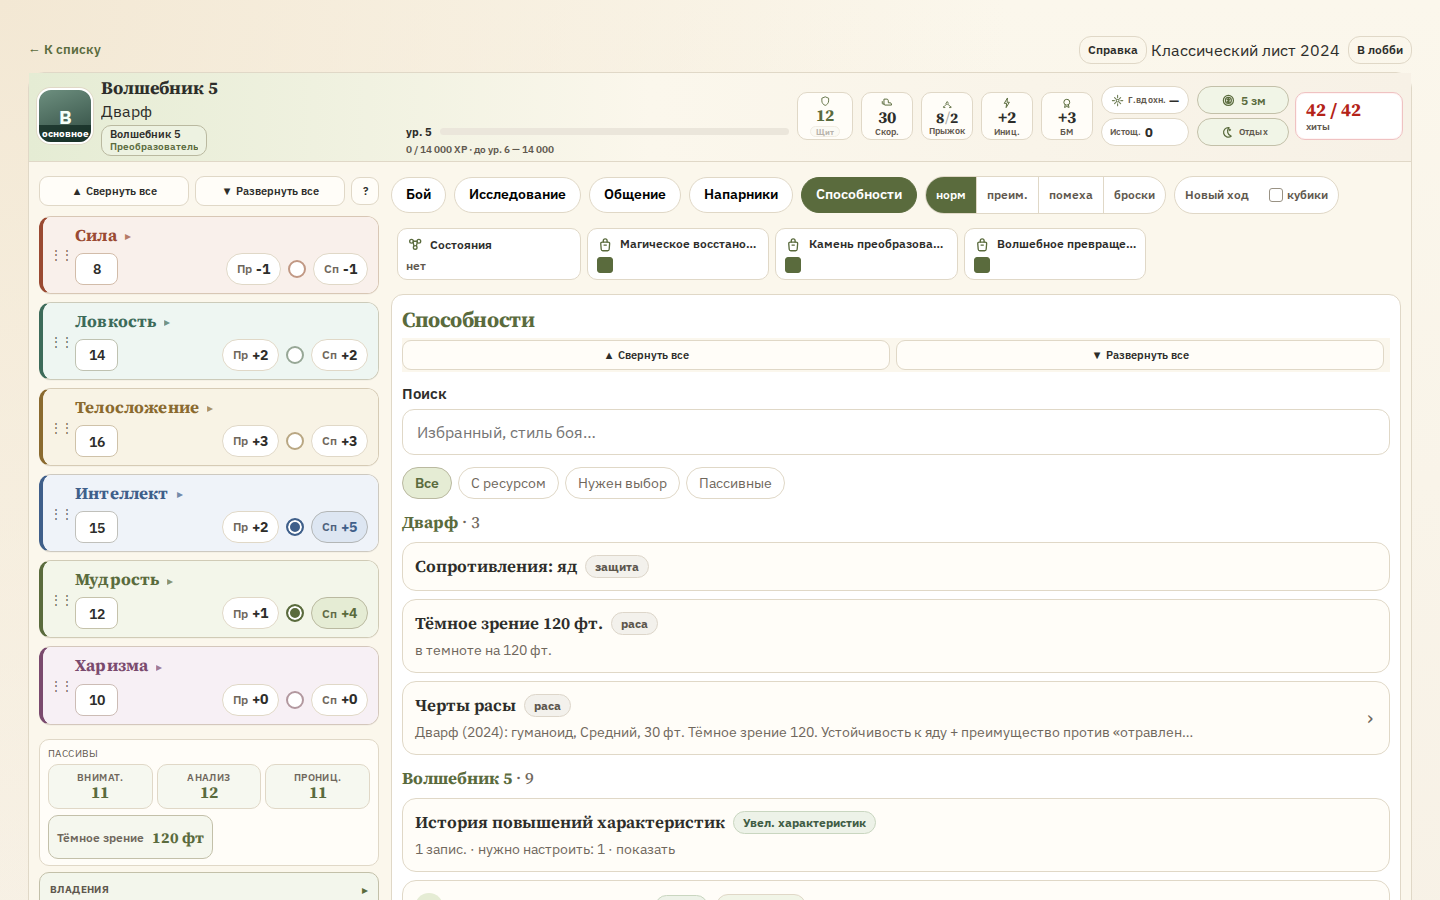 ← К списку
Справка Классический лист 2024 В лобби
В
основное
Волшебник 5
Дварф
Волшебник 5
Преобразователь
ур. 5
0 / 14 000 XP · до ур. 6 — 14 000
12
Щит
30
Скор.
8/2
Прыжок
+2
Иниц.
+3
БМ
Г.вдохн. —
Истощ. 0
5 зм
Отдых
42 / 42
хиты
▲ Свернуть все ▼ Развернуть все ?
Сила ▸
8 Пр -1 Сп -1
Ловкость ▸
14 Пр +2 Сп +2
Телосложение ▸
16 Пр +3 Сп +3
Интеллект ▸
15 Пр +2 Сп +5
Мудрость ▸
12 Пр +1 Сп +4
Харизма ▸
10 Пр +0 Сп +0
ПАССИВЫ
ВНИМАТ. АНАЛИЗ ПРОНИЦ.
11 12 11
Тёмное зрение 120 фт
ВЛАДЕНИЯ ▸
Бой Исследование Общение Напарники Способности норм преим. помеха броски Новый ход кубики
Состояния
нет
Магическое восстано...
Камень преобразова...
Волшебное превраще...
Способности
▲ Свернуть все ▼ Развернуть все
Поиск
Избранный, стиль боя...
Все С ресурсом Нужен выбор Пассивные
Дварф · 3
Сопротивления: яд защита
Тёмное зрение 120 фт. раса
в темноте на 120 фт.
Черты расы раса
Дварф (2024): гуманоид, Средний, 30 фт. Тёмное зрение 120. Устойчивость к яду + преимущество против «отравлен... ›
Волшебник 5 · 9
История повышений характеристик Увел. характеристик
1 запис. · нужно настроить: 1 · показать